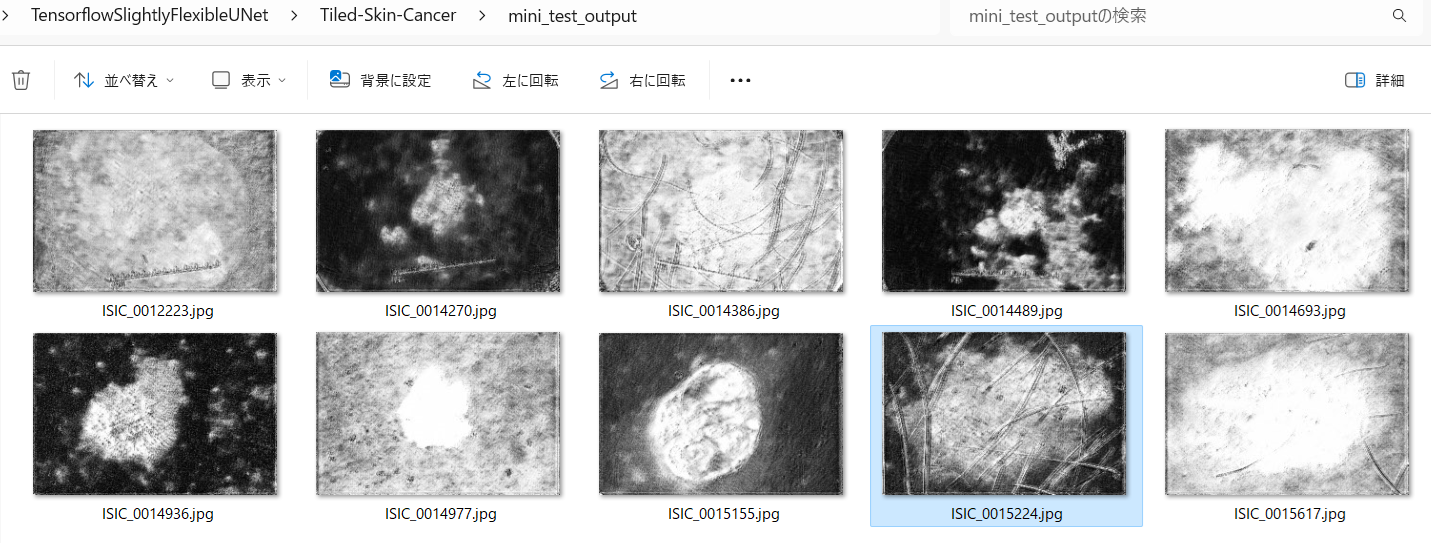 TensorflowSlightlyFlexibleUNet > Tiled-Skin-Cancer > mini_test_output
mini_test_outputの検索
並べ替え 表示 背景に設定 左に回転 右に回転 詳細
ISIC_0012223.jpg ISIC_0014270.jpg ISIC_0014386.jpg ISIC_0014489.jpg ISIC_0014693.jpg
ISIC_0014936.jpg ISIC_0014977.jpg ISIC_0015155.jpg ISIC_0015224.jpg ISIC_0015617.jpg